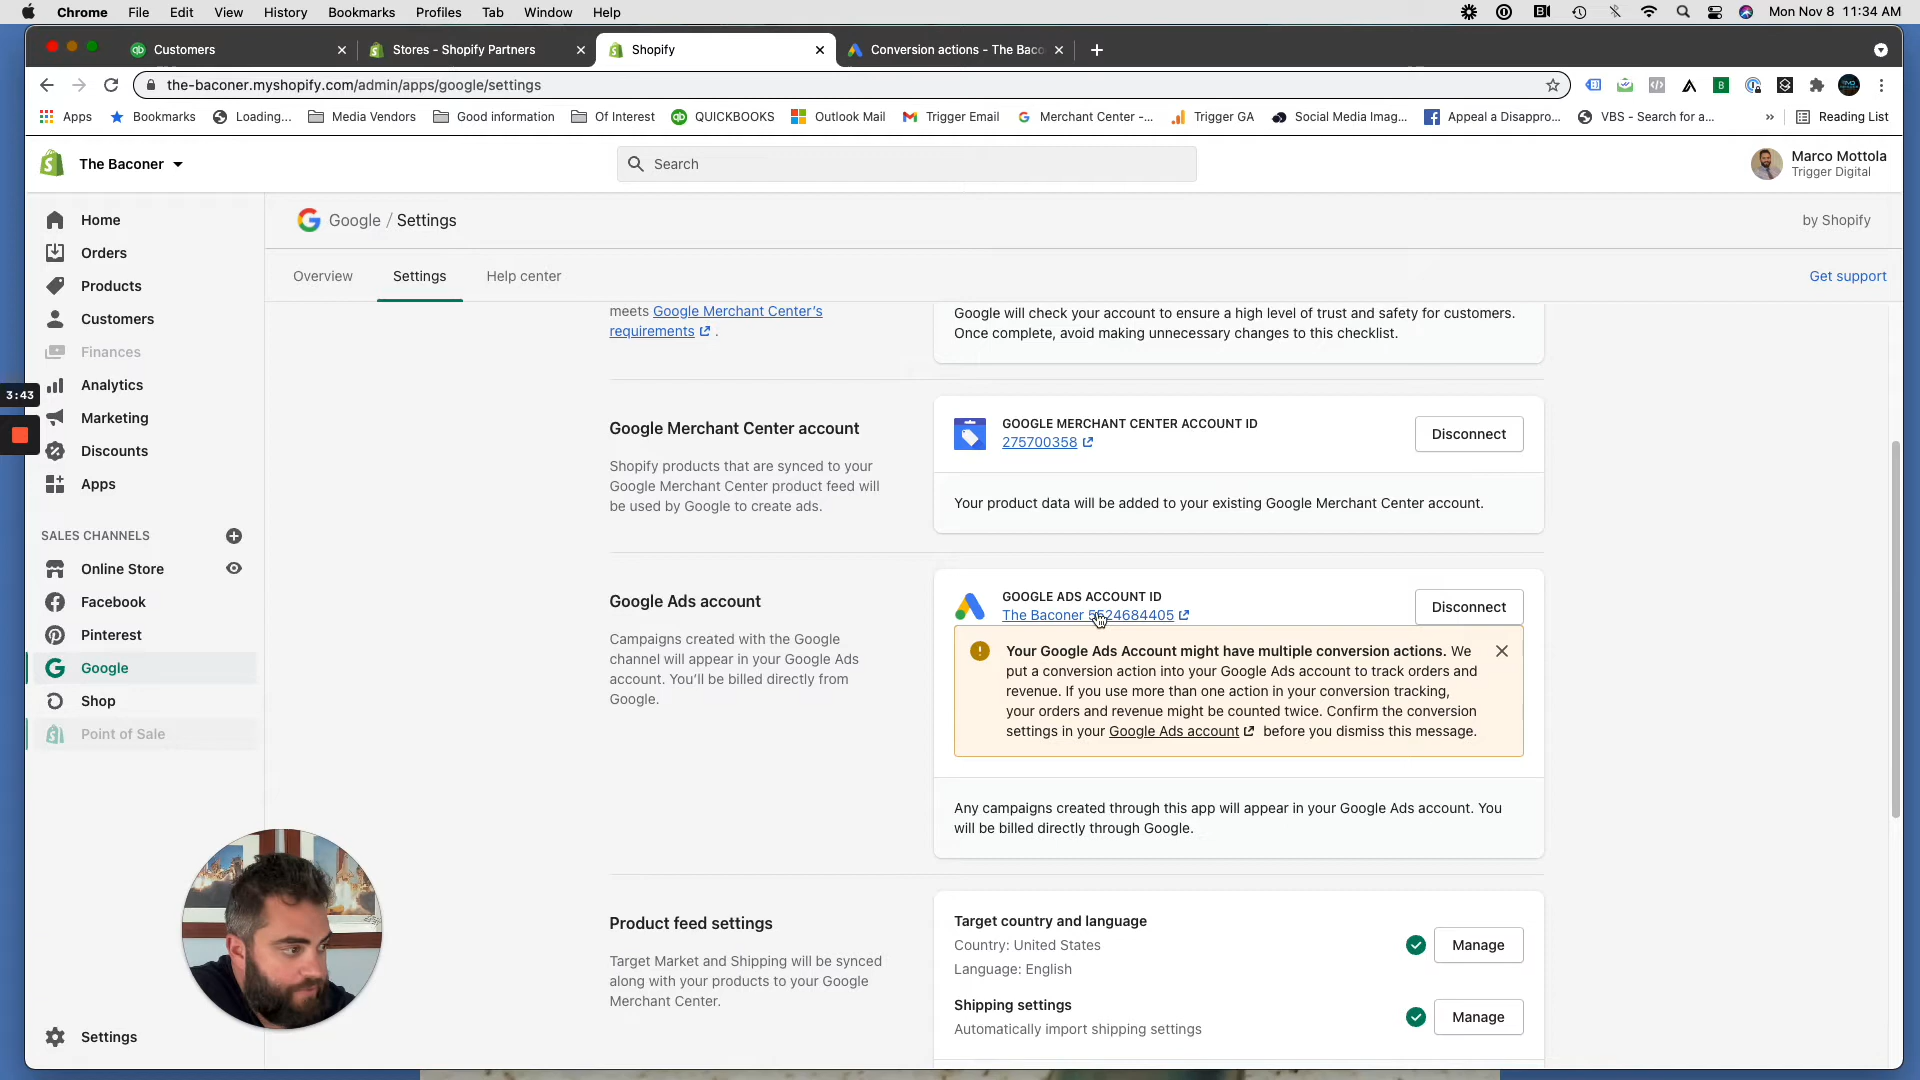 Chrome File Edit View History Bookmarks Profiles Tab Window Help Mon Nov 8 11:34 AM
Customers Stores - Shopify Partners Shopify Conversion actions - The Baco
the-baconer.myshopify.com/admin/apps/google/settings
Apps Bookmarks Loading... Media Vendors Good information Of Interest QUICKBOOKS Outlook Mail Trigger Email Merchant Center -... Trigger GA Social Media Imag... Appeal a Disappro... VBS - Search for a... » Reading List
The Baconer Search Marco Mottola
Trigger Digital
Home
Orders
Products
Customers
Finances
Analytics
3:43
Marketing
Discounts
Apps
SALES CHANNELS
Online Store
Facebook
Pinterest
Google
Shop
Point of Sale
Settings
Google / Settings by Shopify
Overview Settings Help center Get support
meets Google Merchant Center's
requirements .
Google will check your account to ensure a high level of trust and safety for customers.
Once complete, avoid making unnecessary changes to this checklist.
Google Merchant Center account
Shopify products that are synced to your
Google Merchant Center product feed will
be used by Google to create ads.
GOOGLE MERCHANT CENTER ACCOUNT ID
275700358
Disconnect
Your product data will be added to your existing Google Merchant Center account.
Google Ads account
Campaigns created with the Google
channel will appear in your Google Ads
account. You'll be billed directly from
Google.
GOOGLE ADS ACCOUNT ID
The Baconer 5524684405
Disconnect
Your Google Ads Account might have multiple conversion actions. We
put a conversion action into your Google Ads account to track orders and
revenue. If you use more than one action in your conversion tracking,
your orders and revenue might be counted twice. Confirm the conversion
settings in your Google Ads account before you dismiss this message.
Any campaigns created through this app will appear in your Google Ads account. You
will be billed directly through Google.
Product feed settings
Target Market and Shipping will be synced
along with your products to your Google
Merchant Center.
Target country and language
Country: United States
Language: English
Manage
Shipping settings
Automatically import shipping settings
Manage